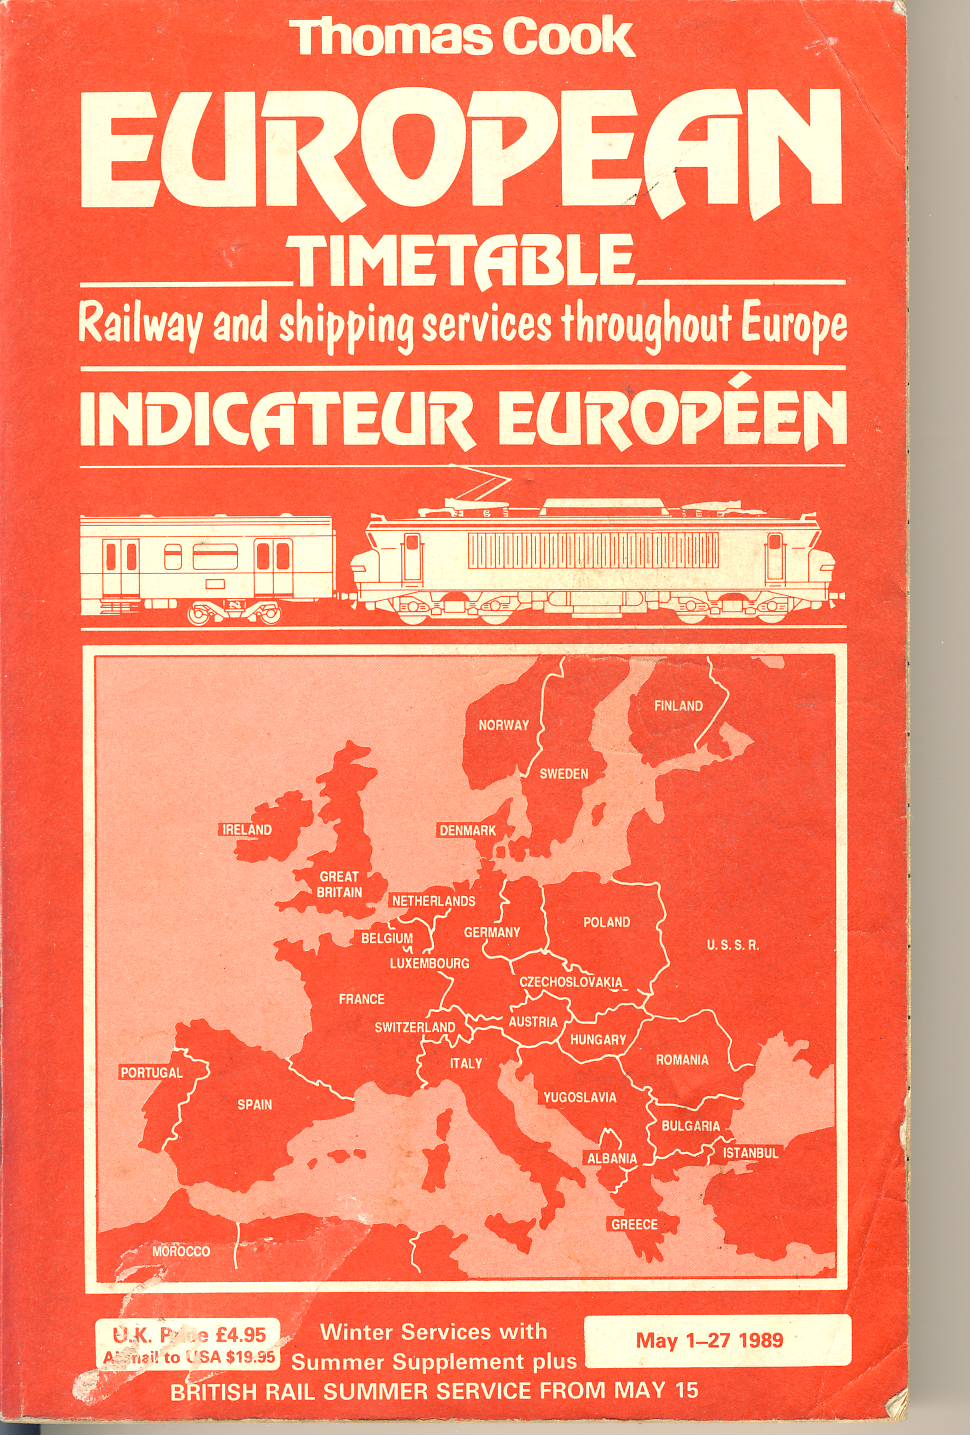 Thomas Cook
EUROPEAN
TIMETABLE
Railway and shipping services throughout Europe
INDICATEUR EUROPÉEN
NORWAY
FINLAND
SWEDEN
IRELAND
DENMARK
GREAT
BRITAIN
NETHERLANDS
BELGIUM
GERMANY
POLAND
U.S.S.R.
LUXEMBOURG
CZECHOSLOVAKIA
FRANCE
SWITZERLAND
AUSTRIA
HUNGARY
ITALY
ROMANIA
PORTUGAL
SPAIN
YUGOSLAVIA
BULGARIA
ALBANIA
ISTANBUL
GREECE
MOROCCO
U.K. Price £4.95
Airmail to USA $19.95
Winter Services with
Summer Supplement plus
BRITISH RAIL SUMMER SERVICE FROM MAY 15
May 1–27 1989